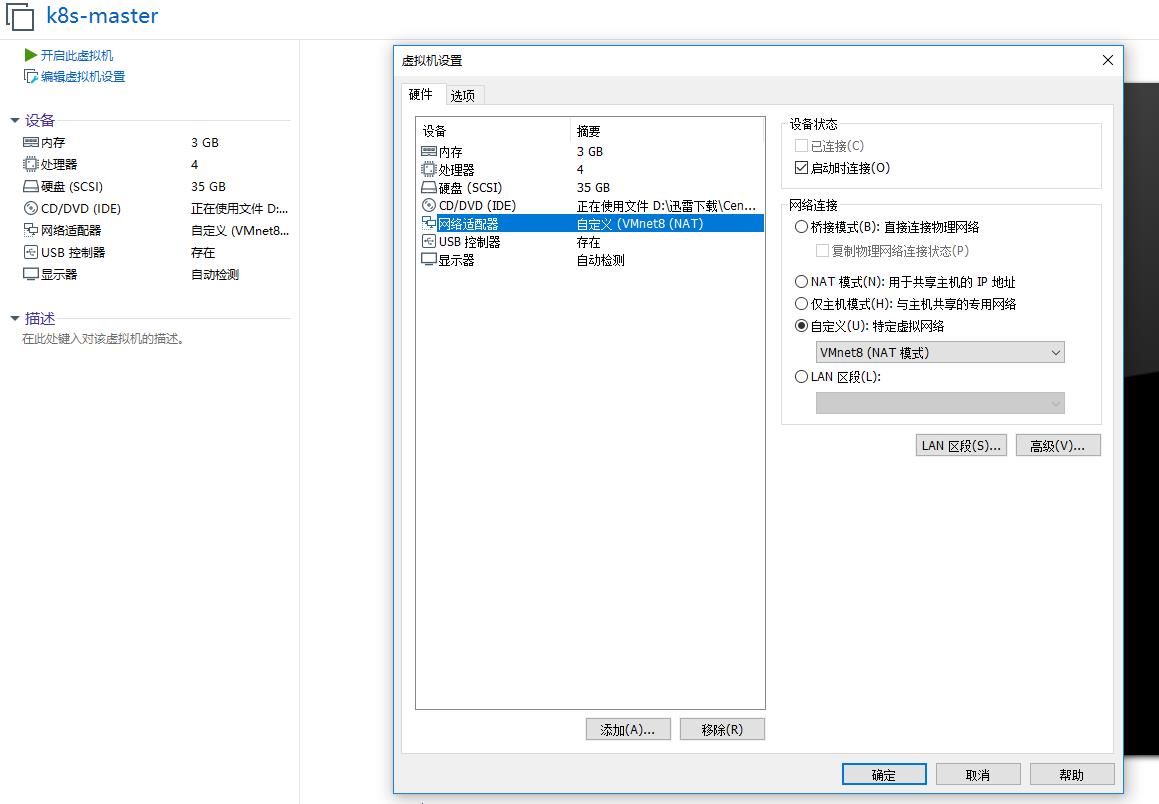 k8s-master
开启此虚拟机
编辑虚拟机设置
设备
内存 3 GB
处理器 4
硬盘 (SCSI) 35 GB
CD/DVD (IDE) 正在使用文件 D:...
网络适配器 自定义 (VMnet8...
USB 控制器 存在
显示器 自动检测
描述
在此处键入对该虚拟机的描述。
虚拟机设置
硬件 选项
设备 摘要
内存 3 GB
处理器 4
硬盘 (SCSI) 35 GB
CD/DVD (IDE) 正在使用文件 D:\迅雷下载\Cen...
网络适配器 自定义 (VMnet8 (NAT)
USB 控制器 存在
显示器 自动检测
添加(A)... 移除(R)
设备状态
已连接(C)
启动时连接(O)
网络连接
桥接模式(B): 直接连接物理网络
复制物理网络连接状态(P)
NAT 模式(N): 用于共享主机的 IP 地址
仅主机模式(H): 与主机共享的专用网络
自定义(U): 特定虚拟网络
VMnet8 (NAT 模式)
LAN 区段(L):
LAN 区段(S)... 高级(V)...
确定 取消 帮助